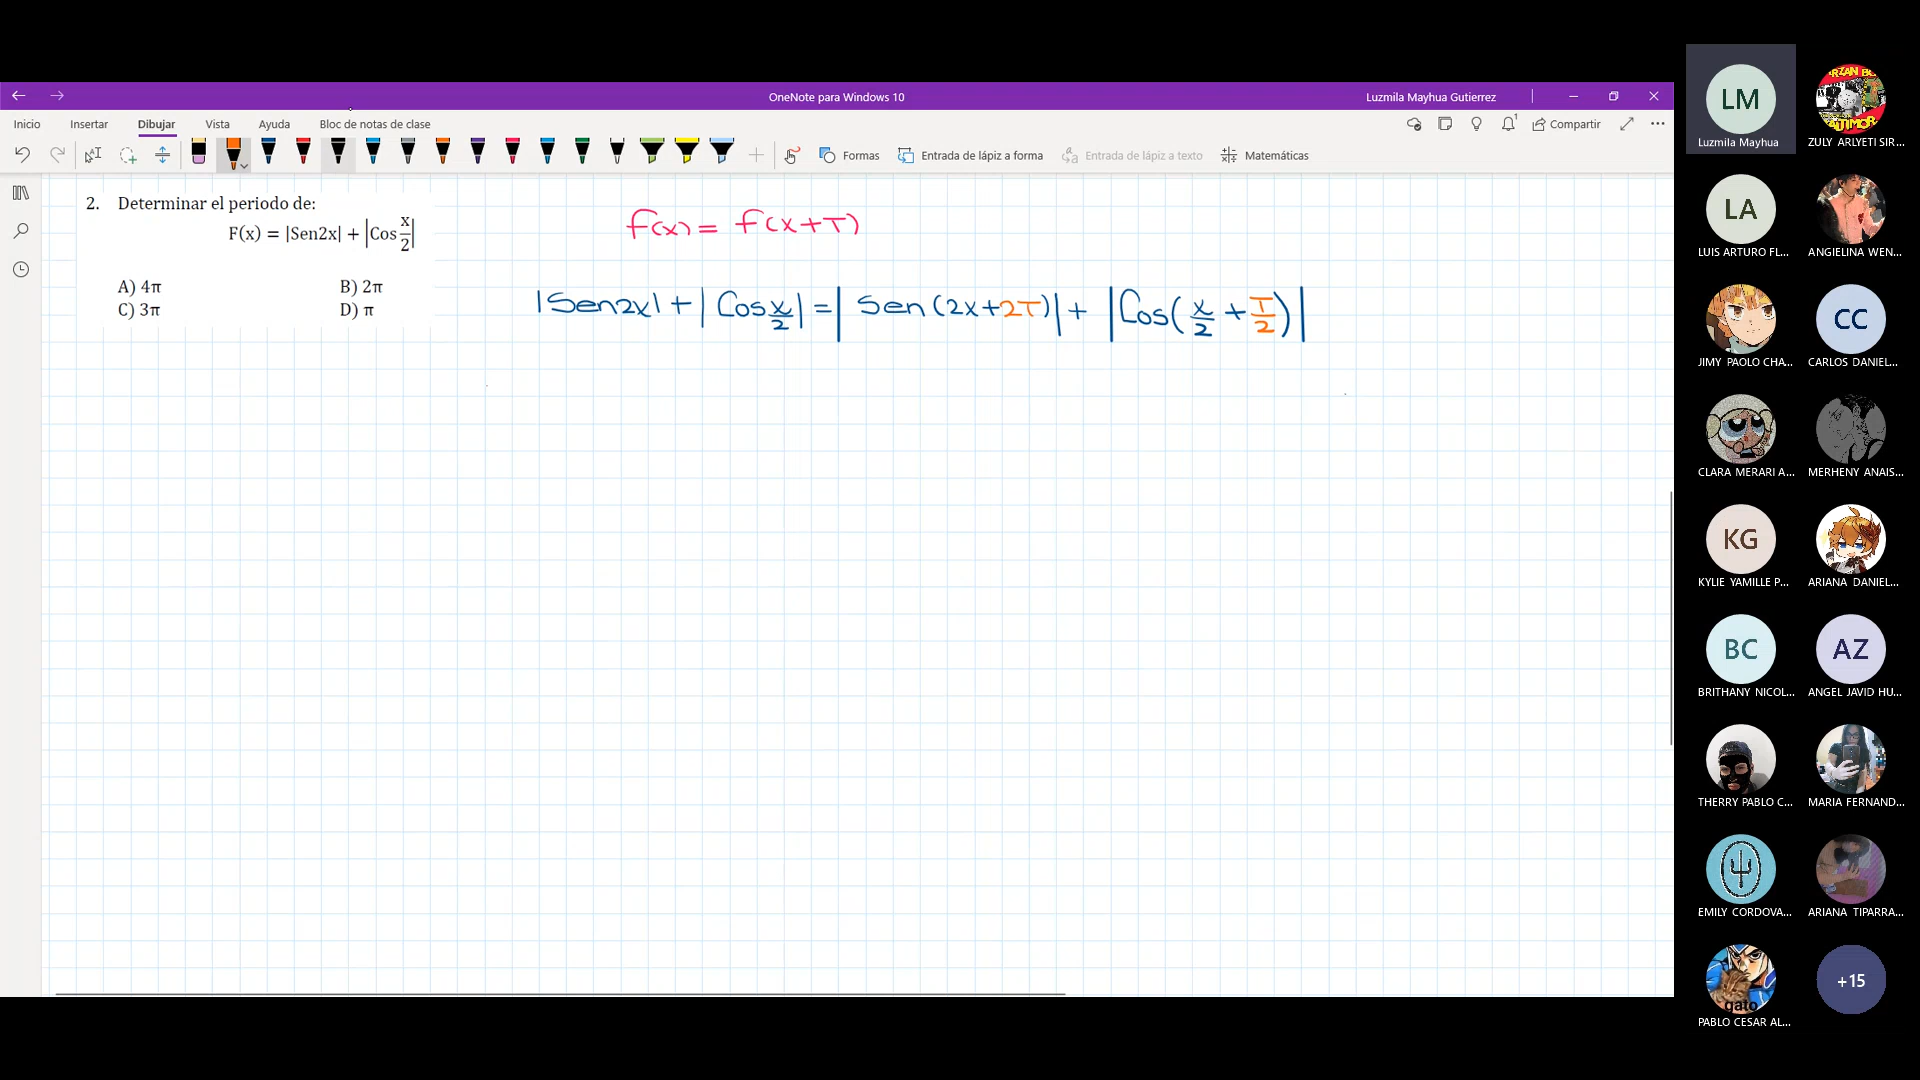 OneNote para Windows 10
Luzmila Mayhua Gutierrez
Inicio
Insertar
Dibujar
Vista
Ayuda
Bloc de notas de clase
1
Compartir
Formas
Entrada de lápiz a forma
Entrada de lápiz a texto
Matemáticas
2. Determinar el periodo de:
F(x) = |Sen2x| + |Cos x/2|
A) 4π
B) 2π
C) 3π
D) π
f(x) = f(x+T)
|Sen2x| + |Cos x/2| = |Sen(2x+2T)| + |Cos(x/2 + T/2)|
LM
Luzmila Mayhua
ZULY ARLYETI SIR...
LA
LUIS ARTURO FL...
ANGIELINA WEN...
JIMY PAOLO CHA...
CC
CARLOS DANIEL...
CLARA MERARI A...
MERHENY ANAIS...
KG
KYLIE YAMILLE P...
ARIANA DANIEL...
BC
BRITHANY NICOL...
AZ
ANGEL JAVID HU...
THERRY PABLO C...
MARIA FERNAND...
EMILY CORDOVA...
ARIANA TIPARRA...
gato
PABLO CESAR AL...
+15